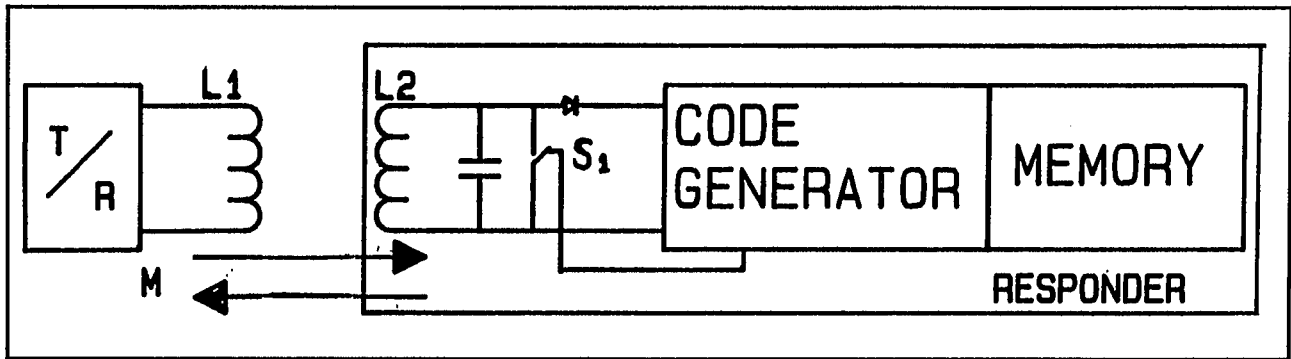 T/R
L1
L2
S₁
CODE
GENERATOR
MEMORY
M
RESPONDER